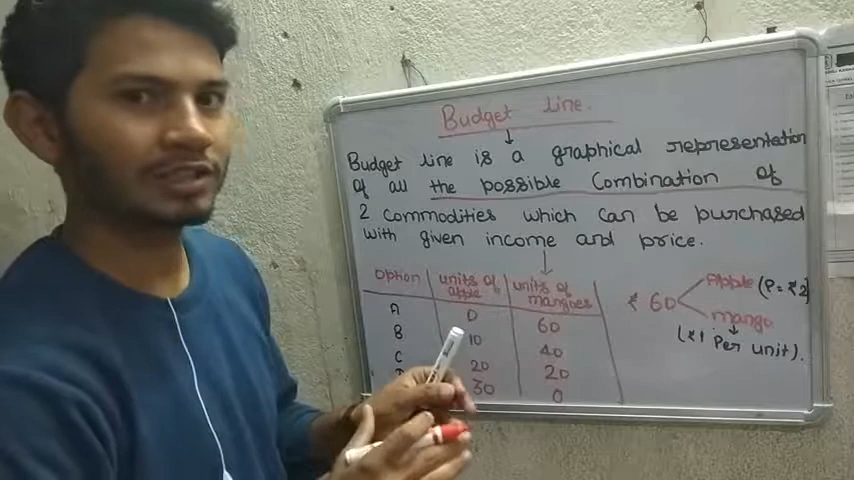 Budget line.
Budget line is a graphical representation
of all the possible combination of
2 commodities which can be purchased
with given income and price.
Option units of apple units of mangoes
A 0 60
B 10 40
C 20 20
30 0
₹ 60 Apple (P = ₹2)
mango
(₹1 Per unit).